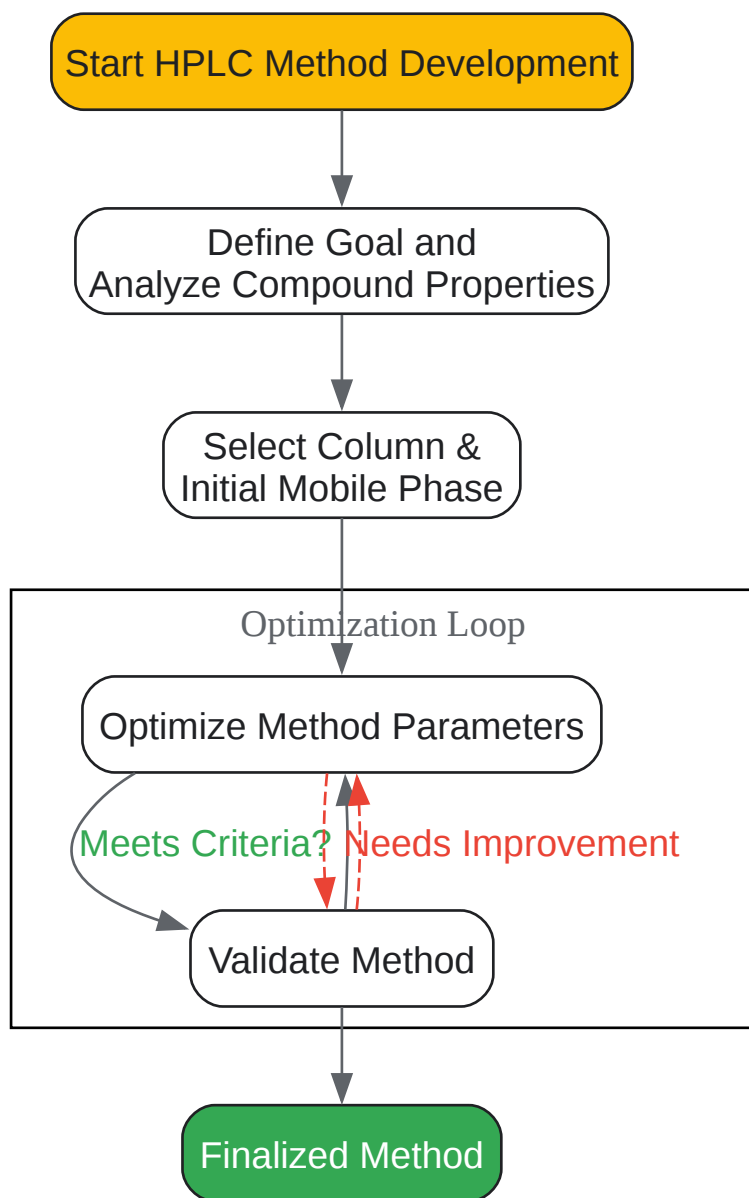 Start HPLC Method Development
Define Goal and
Analyze Compound Properties
Select Column &
Initial Mobile Phase
Optimization Loop
Optimize Method Parameters
Meets Criteria?
Needs Improvement
Validate Method
Finalized Method